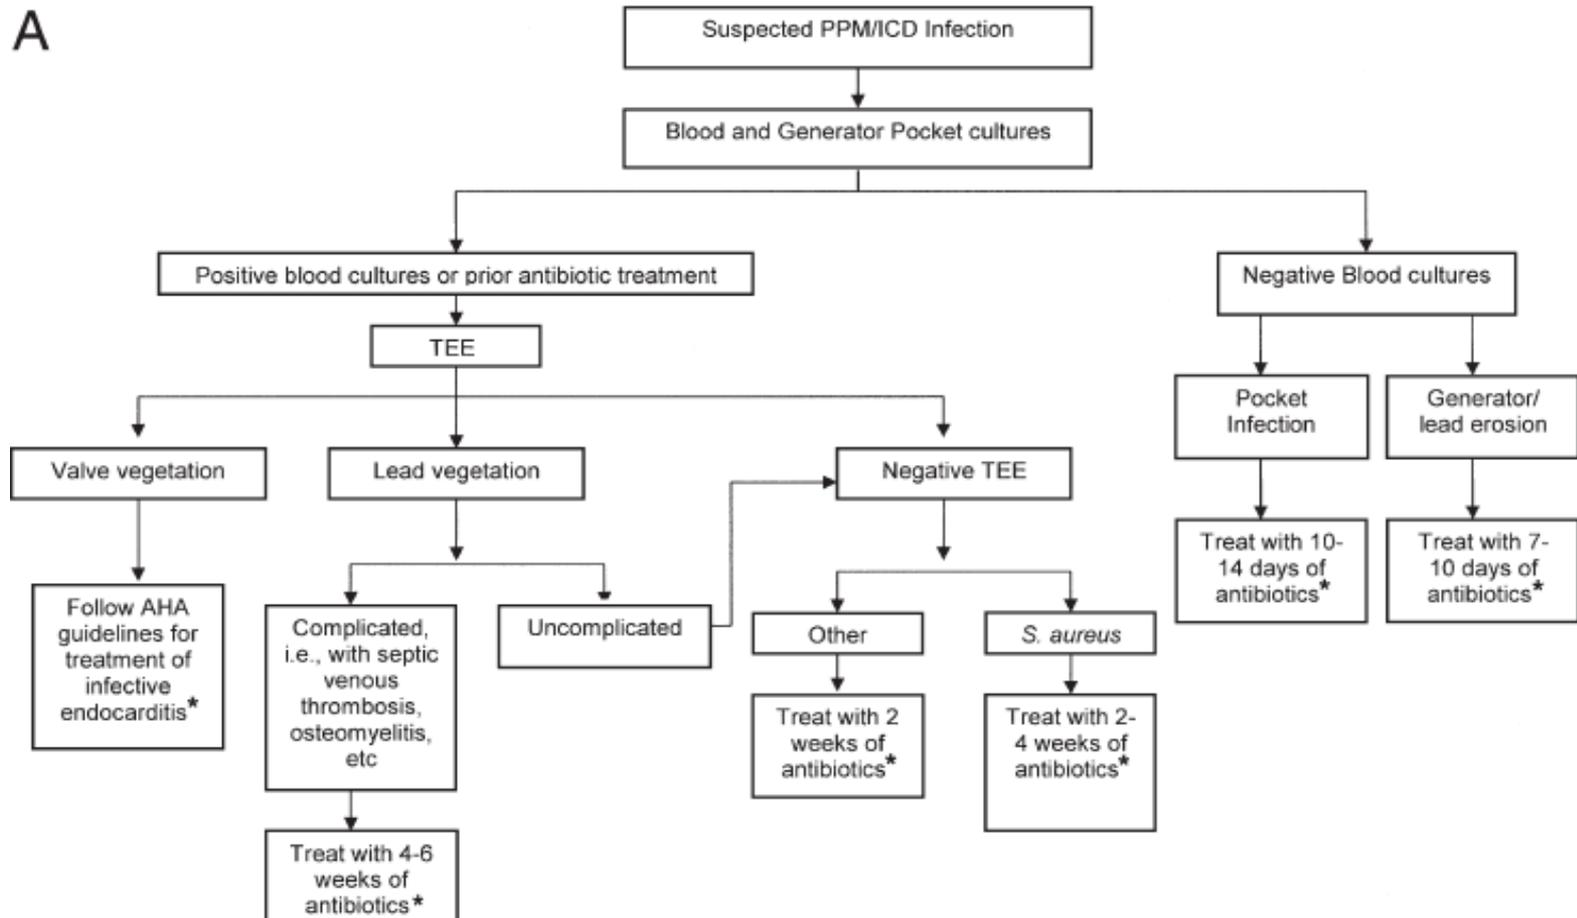 A
Suspected PPM/ICD Infection
Blood and Generator Pocket cultures
Positive blood cultures or prior antibiotic treatment
Negative Blood cultures
TEE
Pocket
Infection
Generator/
lead erosion
Valve vegetation
Lead vegetation
Negative TEE
Treat with 10-
14 days of
antibiotics*
Treat with 7-
10 days of
antibiotics*
Follow AHA
guidelines for
treatment of
infective
endocarditis*
Complicated,
i.e., with septic
venous
thrombosis,
osteomyelitis,
etc
Uncomplicated
Other
S. aureus
Treat with 2
weeks of
antibiotics*
Treat with 2-
4 weeks of
antibiotics*
Treat with 4-6
weeks of
antibiotics*